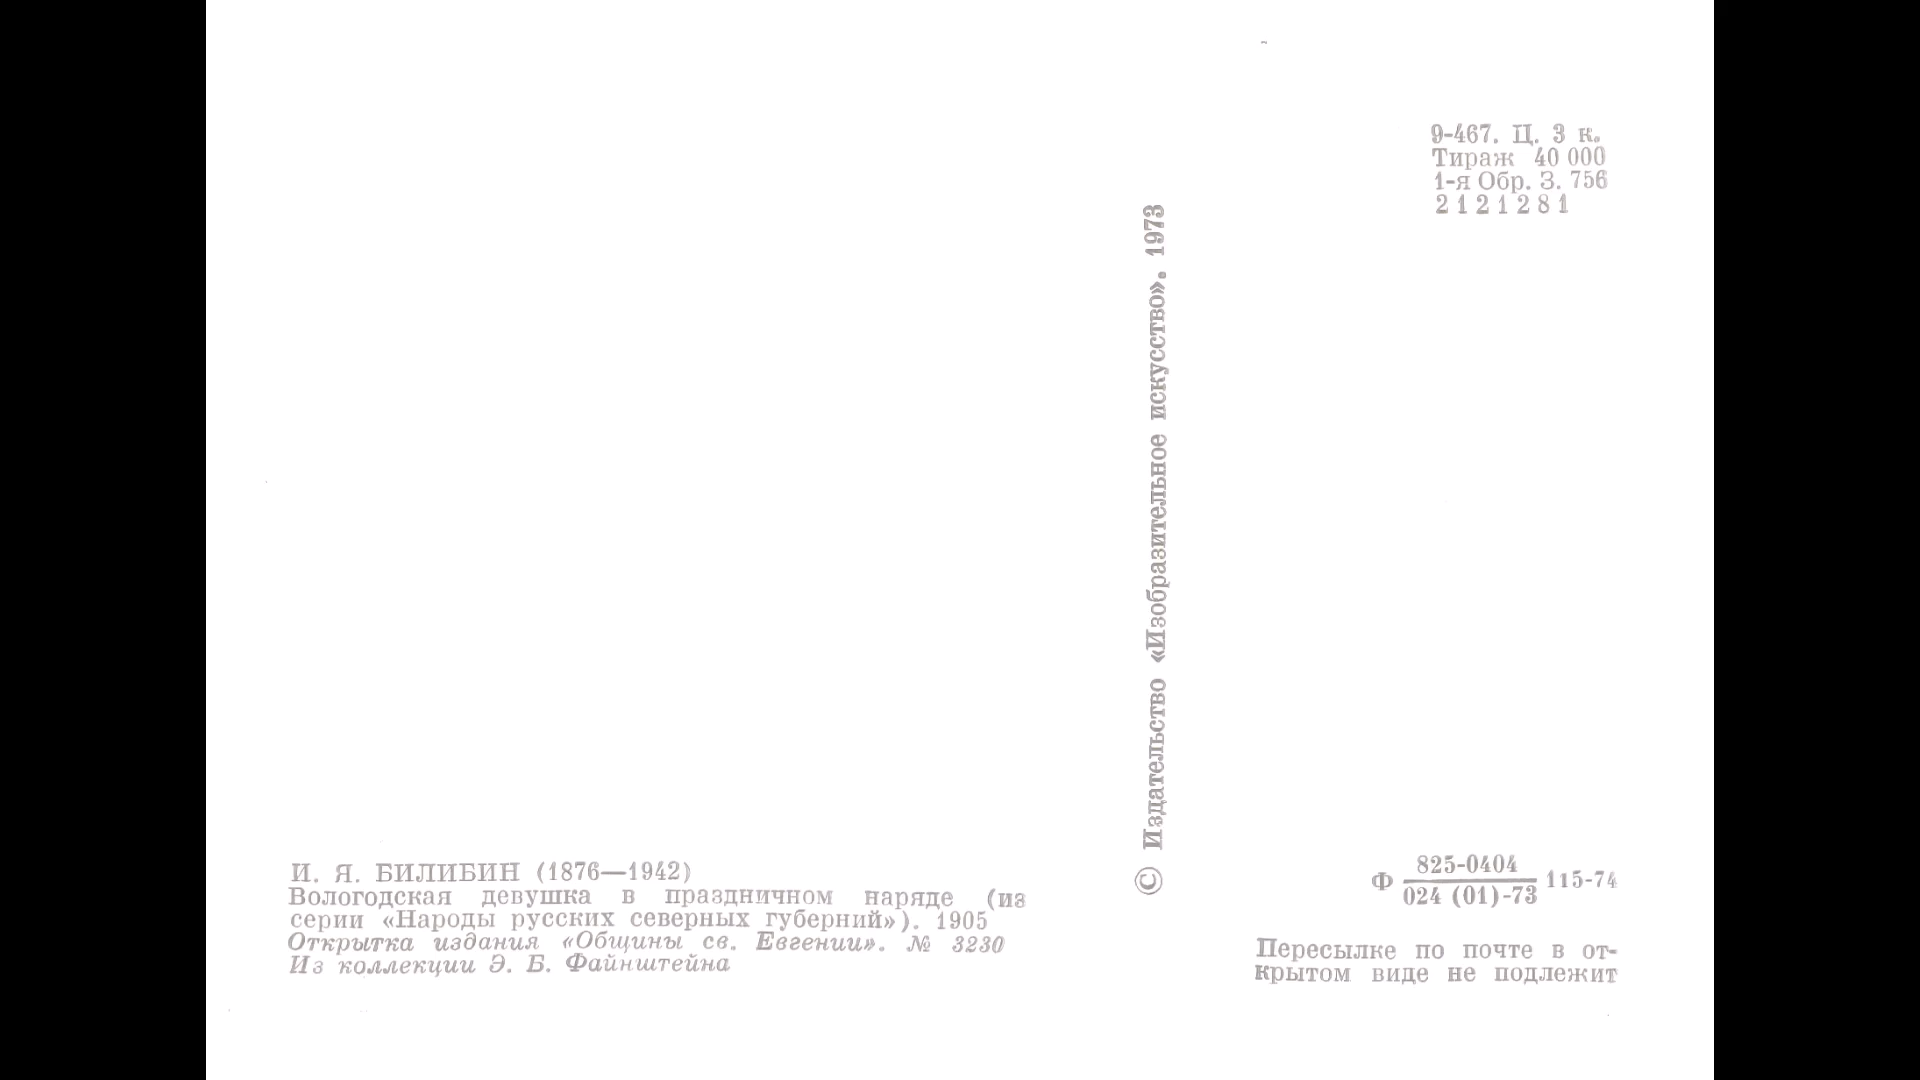 9-467. Ц. 3 к.
Тираж 40 000
1-я Обр. З. 756
2121281
© Издательство «Изобразительное искусство». 1973
И. Я. БИЛИБИН (1876—1942)
Вологодская девушка в праздничном наряде (из
серии «Народы русских северных губерний»). 1905
Открытка издания «Общины св. Евгении». № 3230
Из коллекции Э. Б. Файнштейна
Ф 825-0404
024 (01)-73 115-74
Пересылке по почте в от-
крытом виде не подлежит